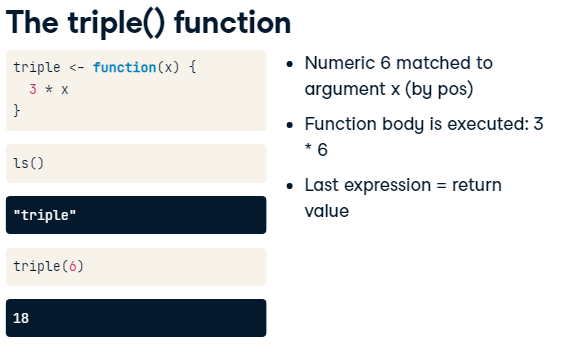 The triple() function
triple <- function(x) {
  3 * x
}
ls()
"triple"
triple(6)
18
Numeric 6 matched to
argument x (by pos)
Function body is executed: 3
* 6
Last expression = return
value